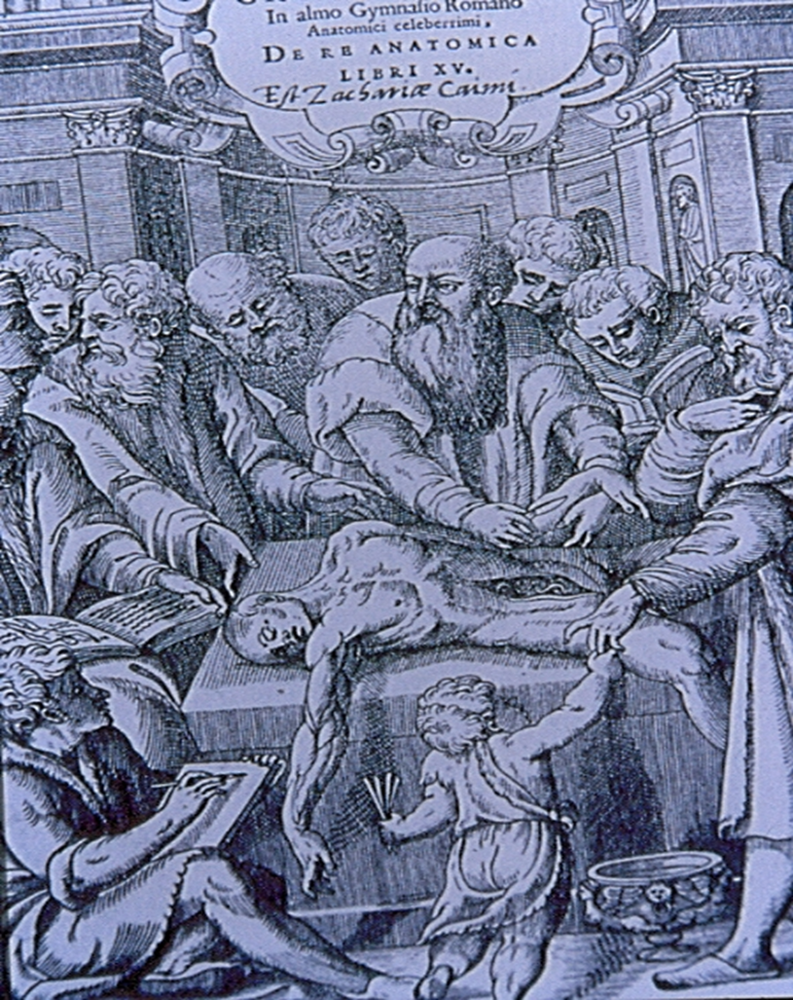 In almo Gymnasio Romano
Anatomici celeberrimi,
DE RE ANATOMICA
LIBRI XV.
Est Zachariæ Caimi.